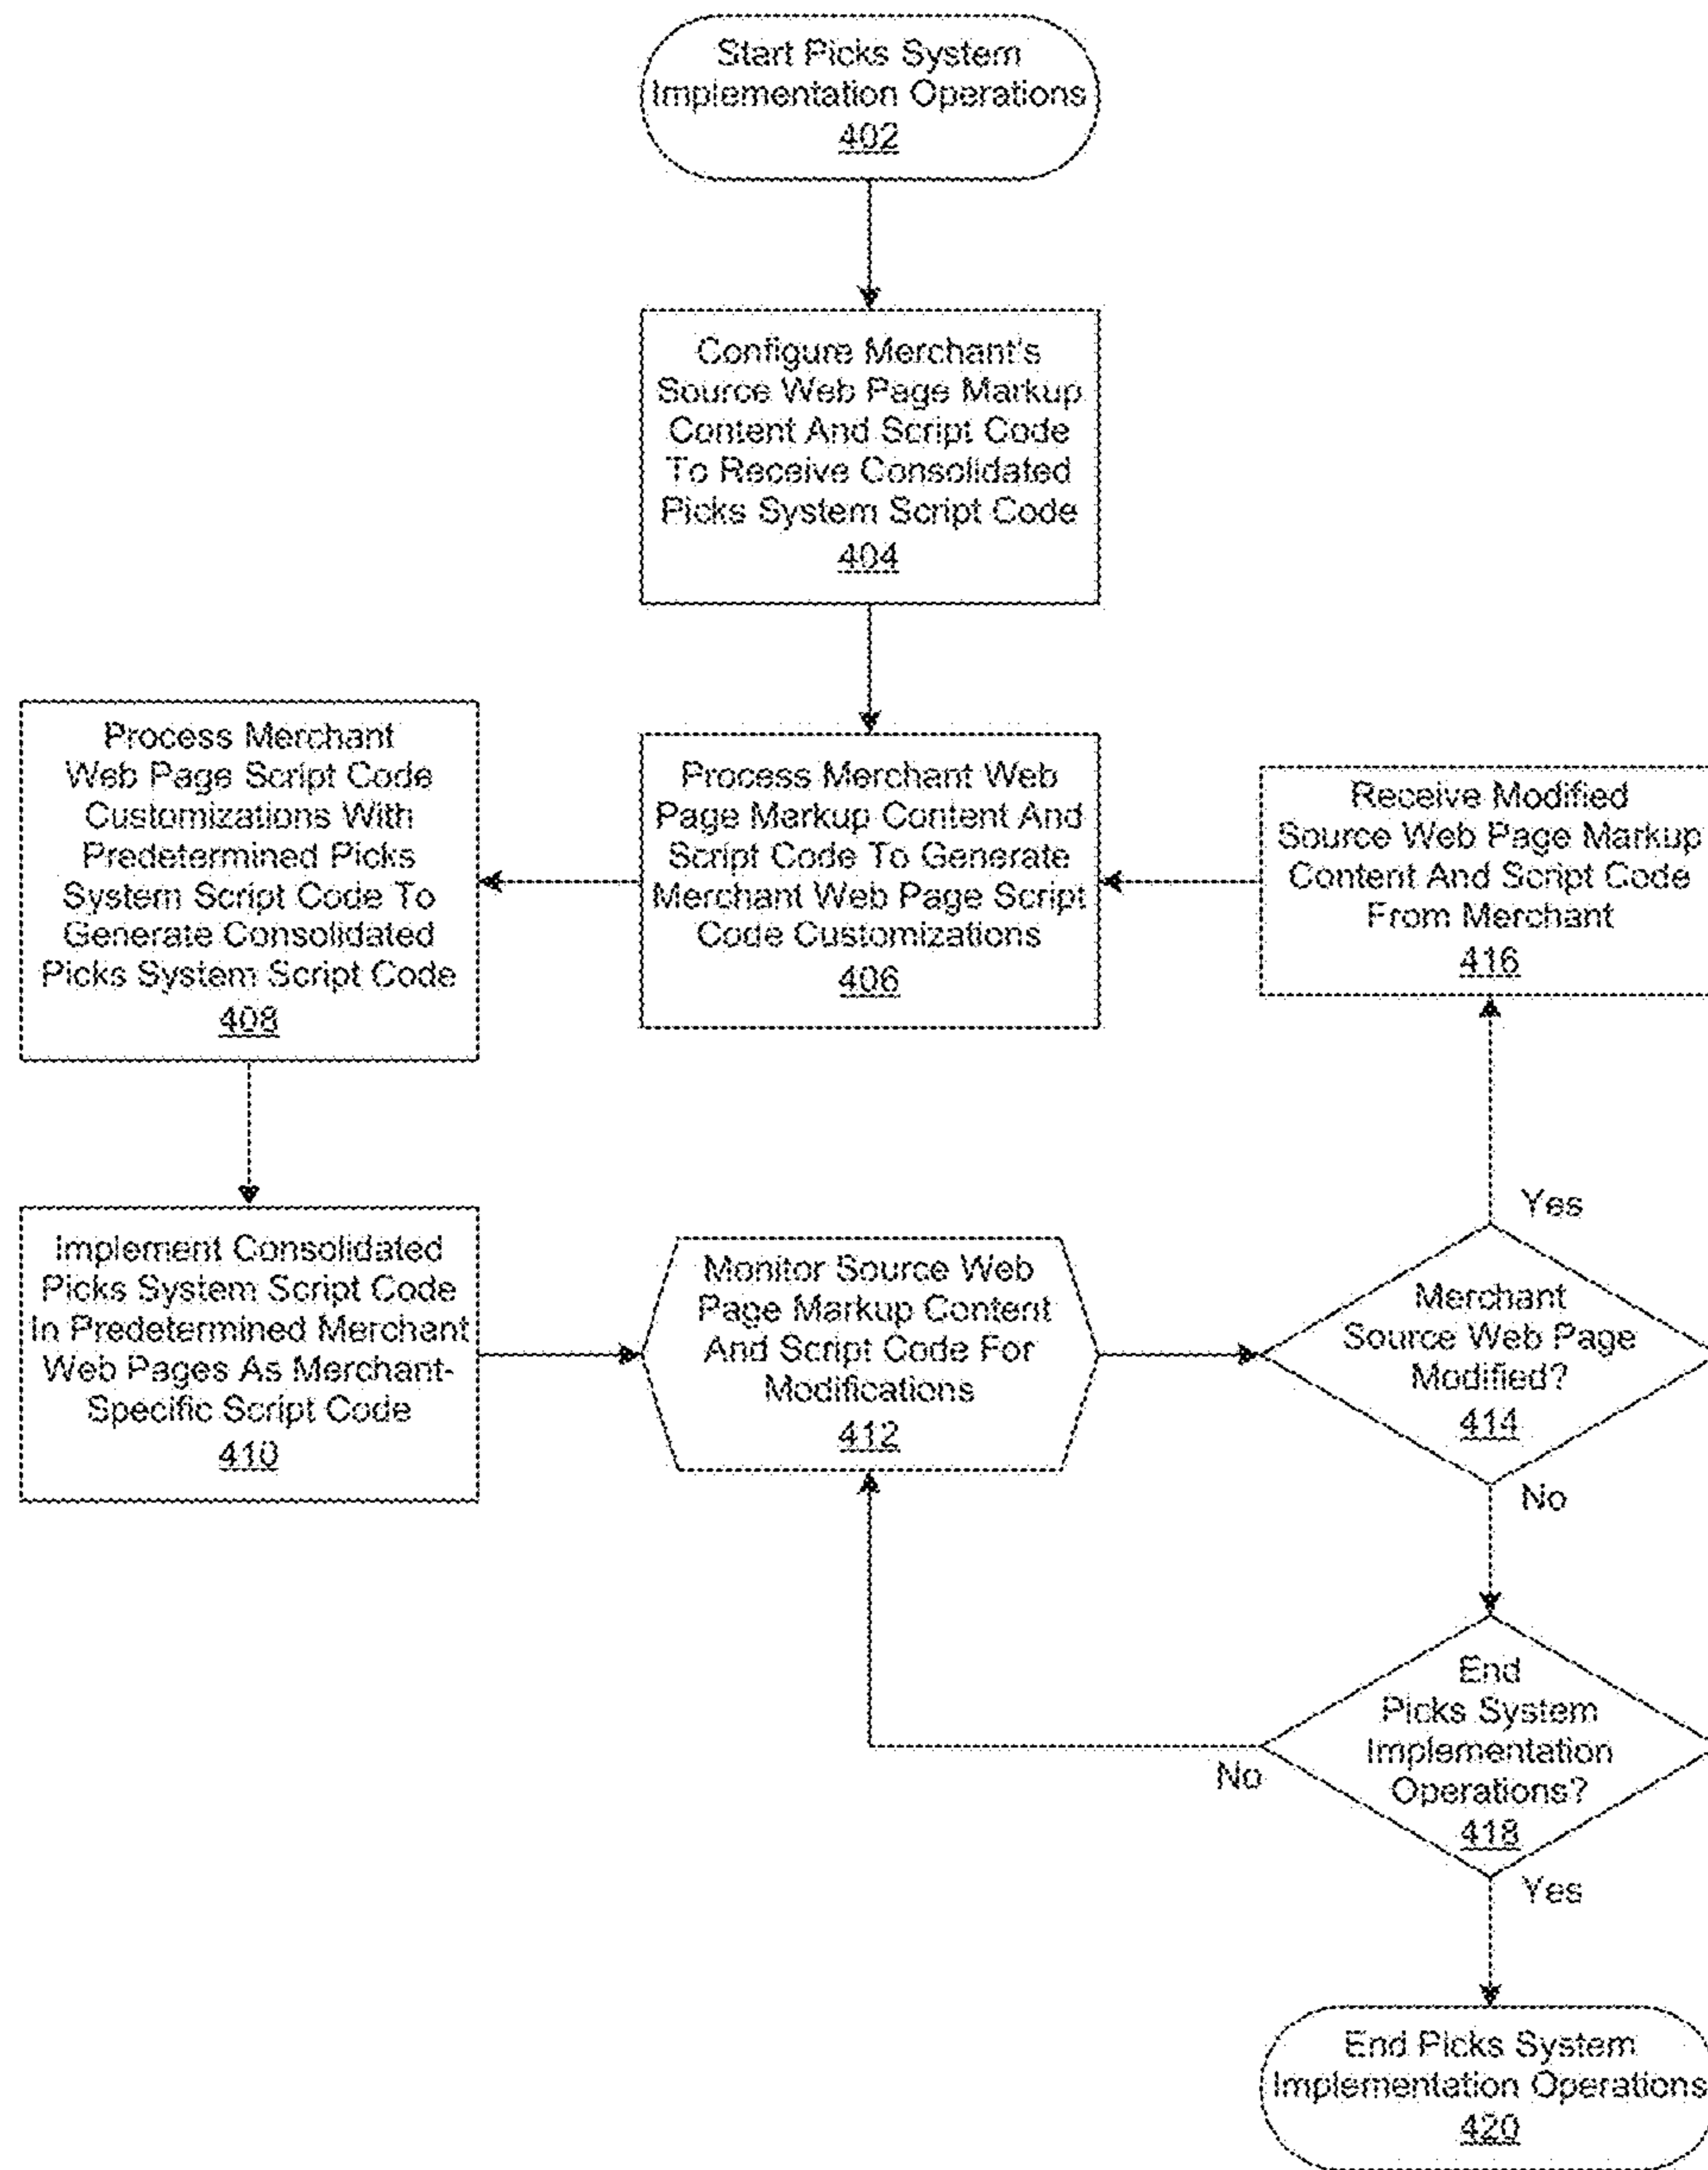 Start Picks System
Implementation Operations
402
Configure Merchant's
Source Web Page Markup
Content And Script Code
To Receive Consolidated
Picks System Script Code
404
Process Merchant Web
Page Markup Content And
Script Code To Generate
Merchant Web Page Script
Code Customizations
406
Process Merchant
Web Page Script Code
Customizations With
Predetermined Picks
System Script Code To
Generate Consolidated
Picks System Script Code
408
Receive Modified
Source Web Page Markup
Content And Script Code
From Merchant
416
Implement Consolidated
Picks System Script Code
In Predetermined Merchant
Web Pages As Merchant-
Specific Script Code
410
Monitor Source Web
Page Markup Content
And Script Code For
Modifications
412
Yes
Merchant
Source Web Page
Modified?
414
No
End
Picks System
Implementation
Operations?
418
No
Yes
End Picks System
Implementation Operations
420